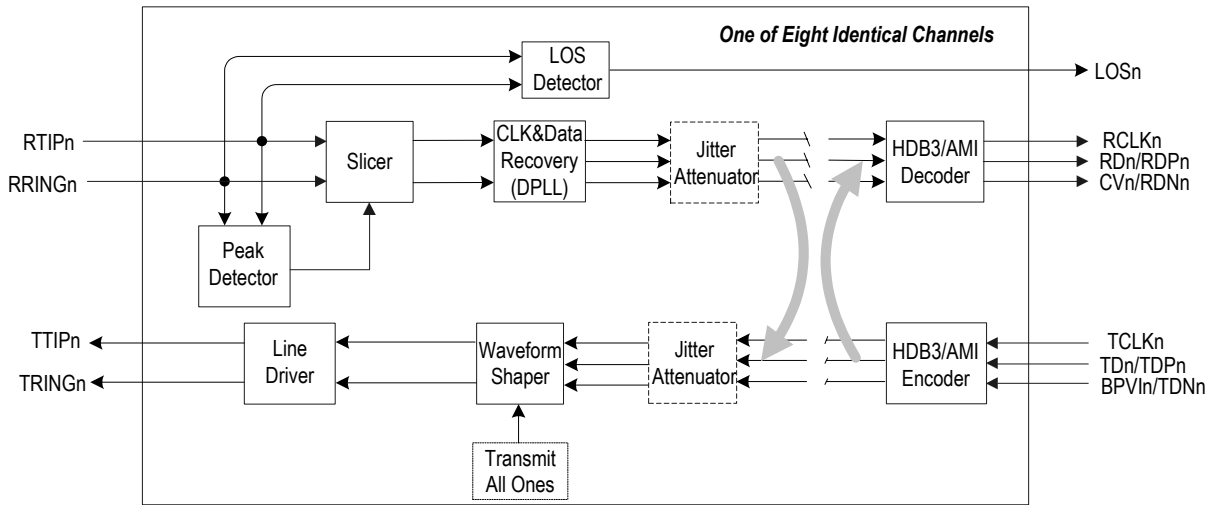 One of Eight Identical Channels
LOS
Detector
LOSn
RTIPn
RRINGn
Slicer
CLK&Data
Recovery
(DPLL)
Jitter
Attenuator
HDB3/AMI
Decoder
RCLKn
RDn/RDPn
CVn/RDNn
Peak
Detector
TTIPn
TRINGn
Line
Driver
Waveform
Shaper
Jitter
Attenuator
HDB3/AMI
Encoder
TCLKn
TDn/TDPn
BPVIn/TDNn
Transmit
All Ones